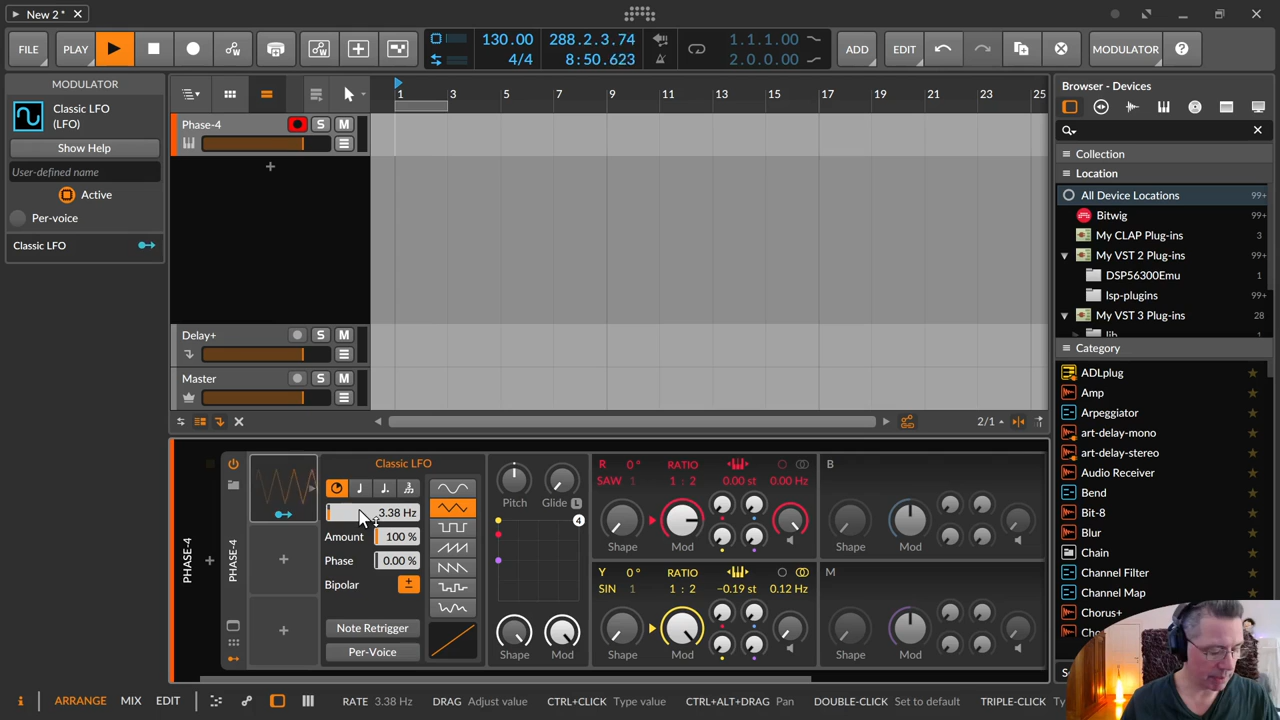 New 2 *
FILE
PLAY
130.00
4/4
288.2.3.74
8:50.623
1.1.1.00
2.0.0.00
ADD
EDIT
MODULATOR
MODULATOR
Classic LFO
(LFO)
Show Help
User-defined name
Active
Per-voice
Classic LFO
1 3 5 7 9 11 13 15 17 19 21 23 25
Phase-4
S M
Delay+
S M
Master
S M
2/1
Browser - Devices
Collection
Location
All Device Locations 99+
Bitwig 99+
My CLAP Plug-ins 3
My VST 2 Plug-ins 99+
DSP56300Emu 1
lsp-plugins 99+
My VST 3 Plug-ins 28
lib
Category
ADLplug
Amp
Arpeggiator
art-delay-mono
art-delay-stereo
Audio Receiver
Bend
Bit-8
Blur
Chain
Channel Filter
Channel Map
Chorus+
PHASE-4
PHASE-4
Classic LFO
3.38 Hz
Amount 100 %
Phase 0.00 %
Bipolar
Note Retrigger
Per-Voice
Pitch
Glide L
4
Shape
Mod
R 0° RATIO
SAW 1 1 : 2 0.00 st 0.00 Hz
Shape
Mod
Y 0° RATIO
SIN 1 1 : 2 −0.19 st 0.12 Hz
Shape
Mod
B
Shape
Mod
M
Shape
Mod
ARRANGE MIX EDIT
RATE 3.38 Hz
DRAG Adjust value
CTRL+CLICK Type value
CTRL+ALT+DRAG Pan
DOUBLE-CLICK Set to default
TRIPLE-CLICK